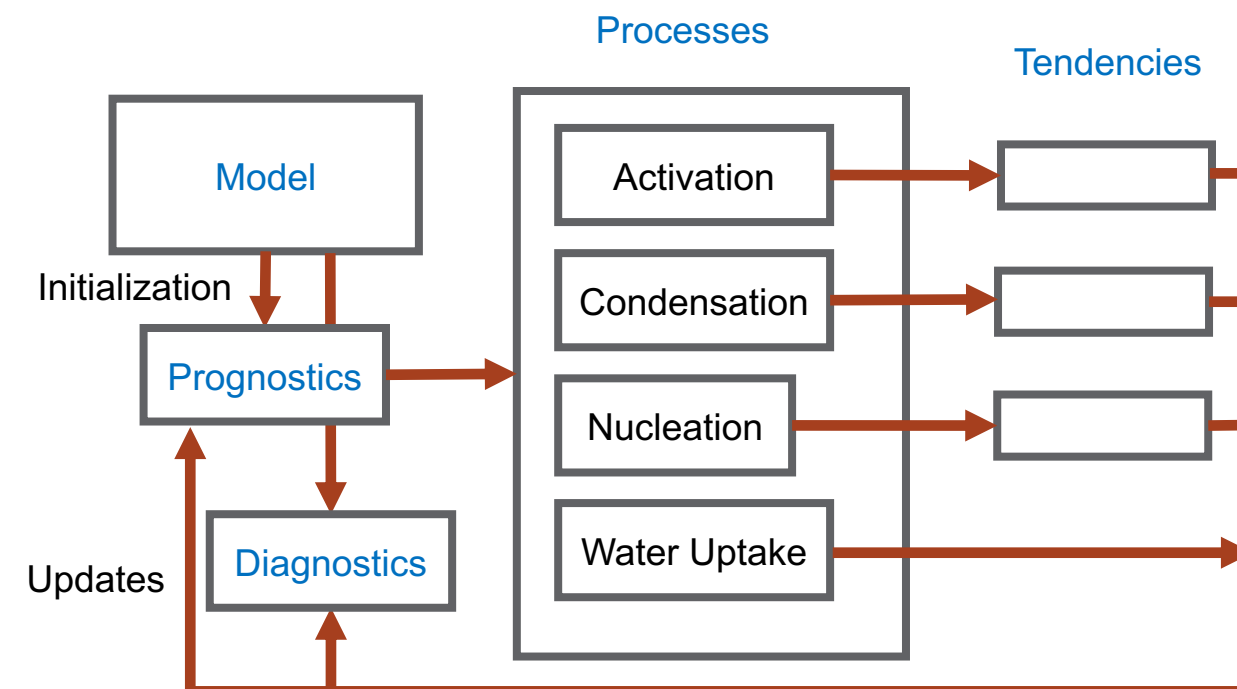 Processes
Tendencies
Model
Activation
Initialization
Condensation
Prognostics
Nucleation
Diagnostics
Water Uptake
Updates